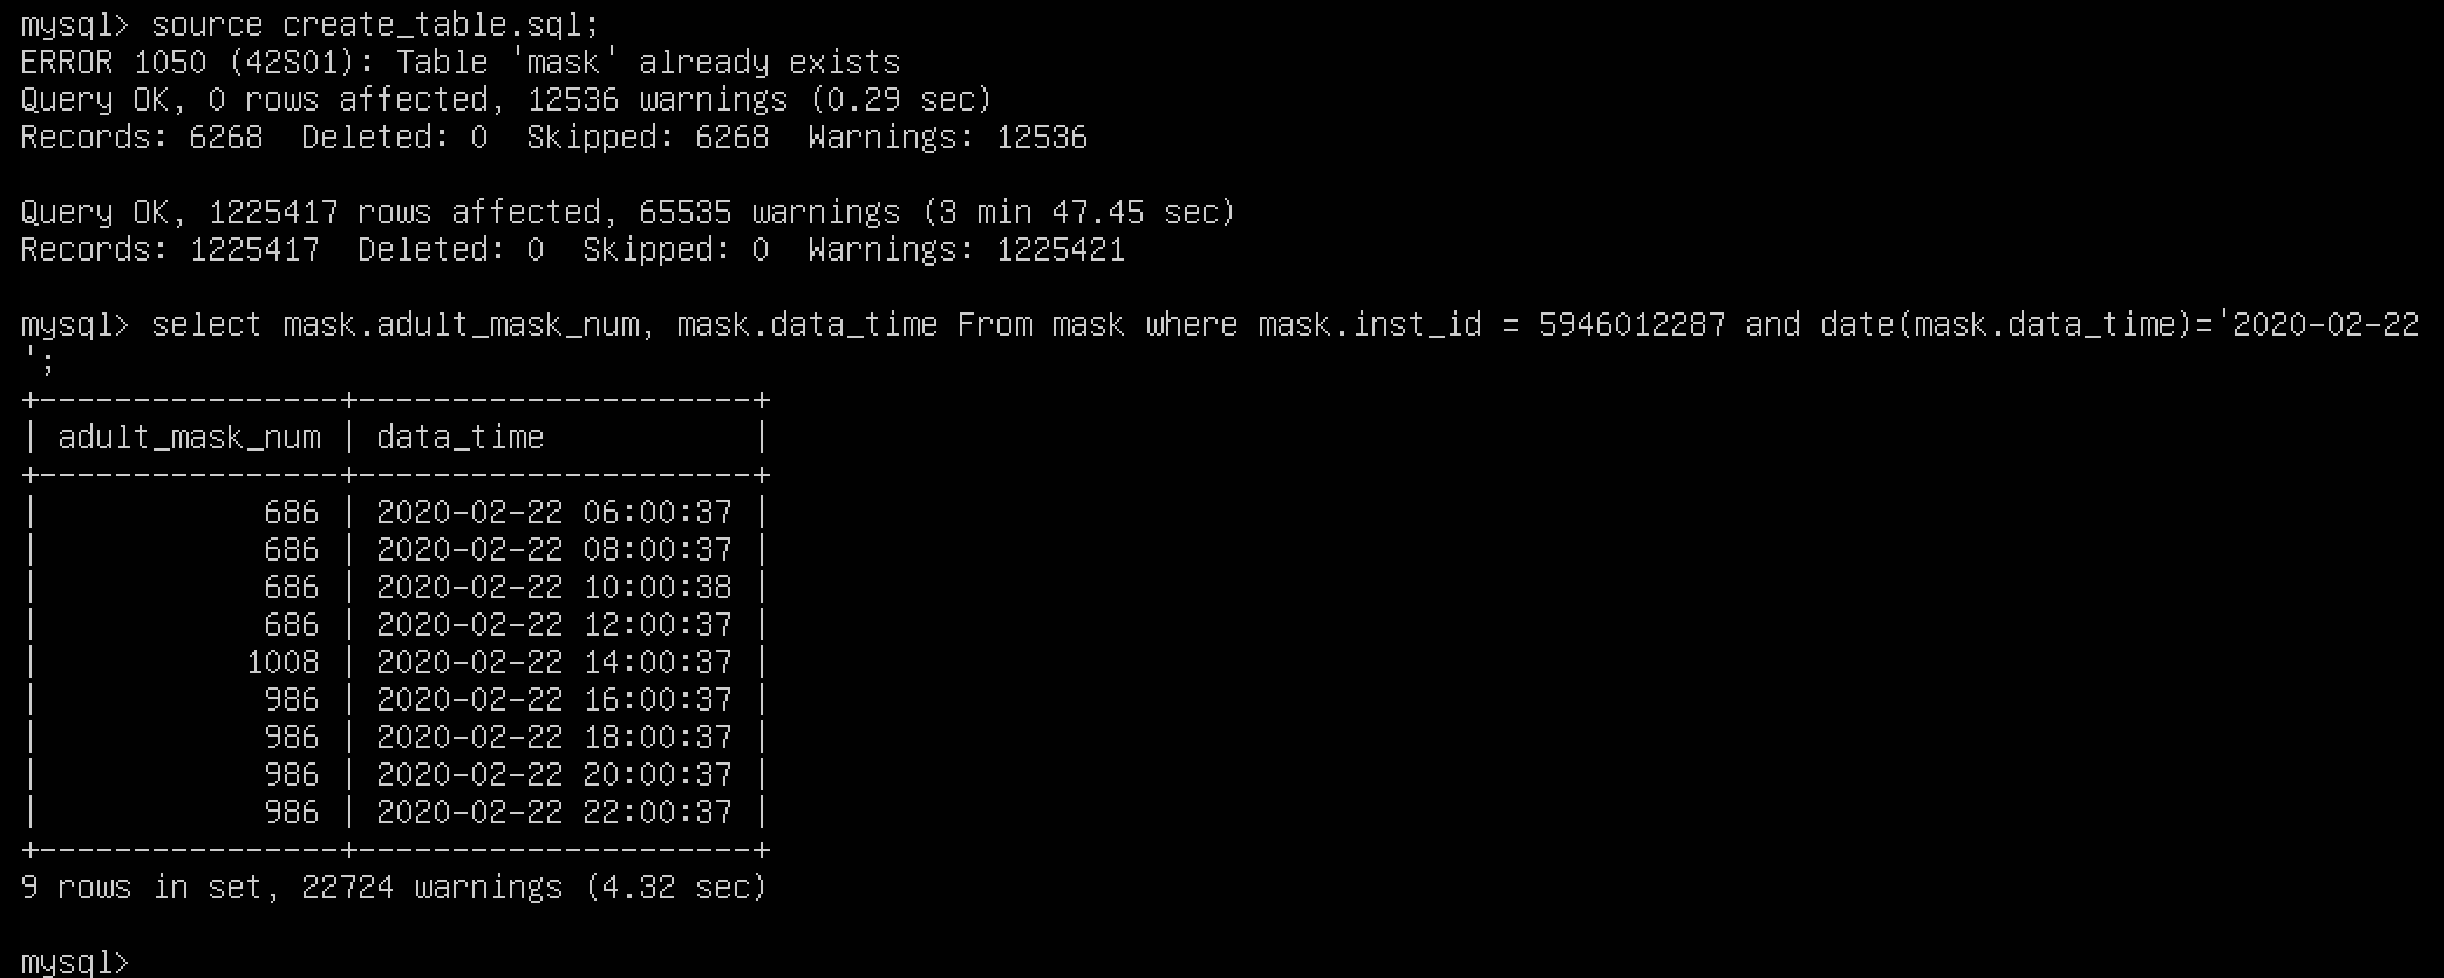 mysql> source create_table.sql;
ERROR 1050 (42S01): Table 'mask' already exists
Query OK, 0 rows affected, 12536 warnings (0.29 sec)
Records: 6268  Deleted: 0  Skipped: 6268  Warnings: 12536
Query OK, 1225417 rows affected, 65535 warnings (3 min 47.45 sec)
Records: 1225417  Deleted: 0  Skipped: 0  Warnings: 1225421
mysql> select mask.adult_mask_num, mask.data_time From mask where mask.inst_id = 5946012287 and date(mask.data_time)='2020-02-22
';
+----------------+---------------------+
| adult_mask_num | data_time           |
+----------------+---------------------+
|            686 | 2020-02-22 06:00:37 |
|            686 | 2020-02-22 08:00:37 |
|            686 | 2020-02-22 10:00:38 |
|            686 | 2020-02-22 12:00:37 |
|           1008 | 2020-02-22 14:00:37 |
|            986 | 2020-02-22 16:00:37 |
|            986 | 2020-02-22 18:00:37 |
|            986 | 2020-02-22 20:00:37 |
|            986 | 2020-02-22 22:00:37 |
+----------------+---------------------+
9 rows in set, 22724 warnings (4.32 sec)
mysql>